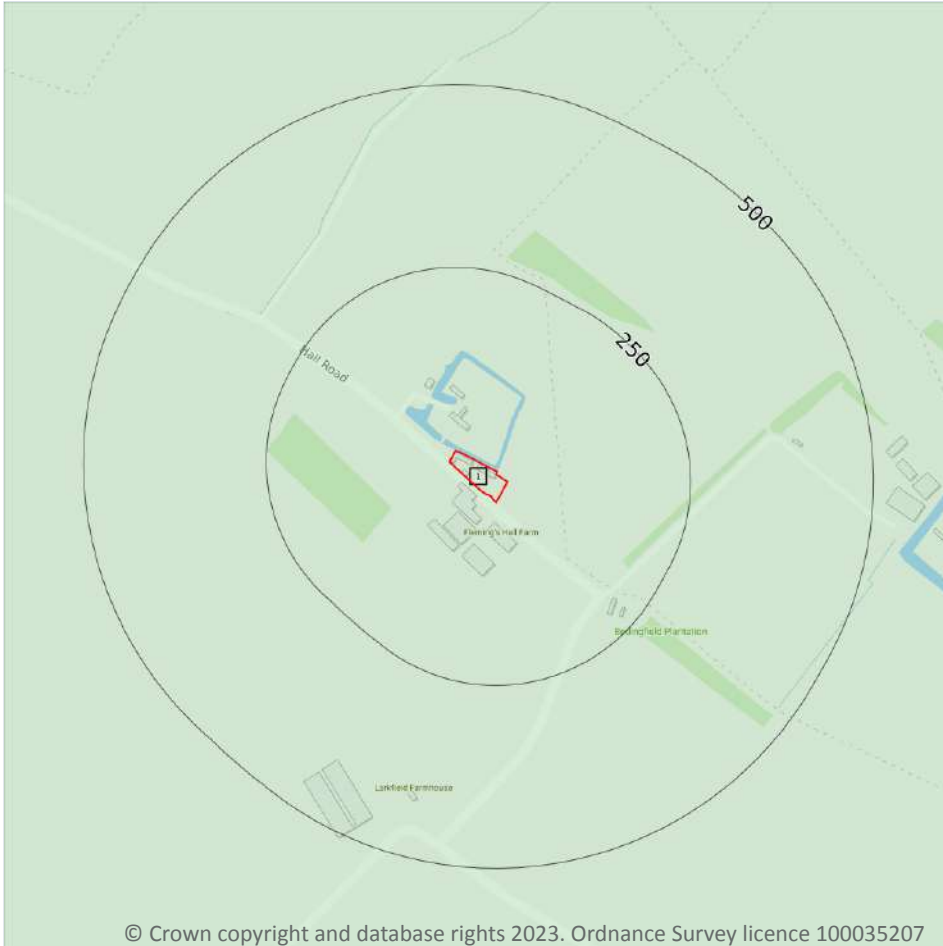 500
250
Hall Road
1
Fleming's Hall Farm
Bedingfield Plantation
Larkfield Farmhouse
© Crown copyright and database rights 2023. Ordnance Survey licence 100035207